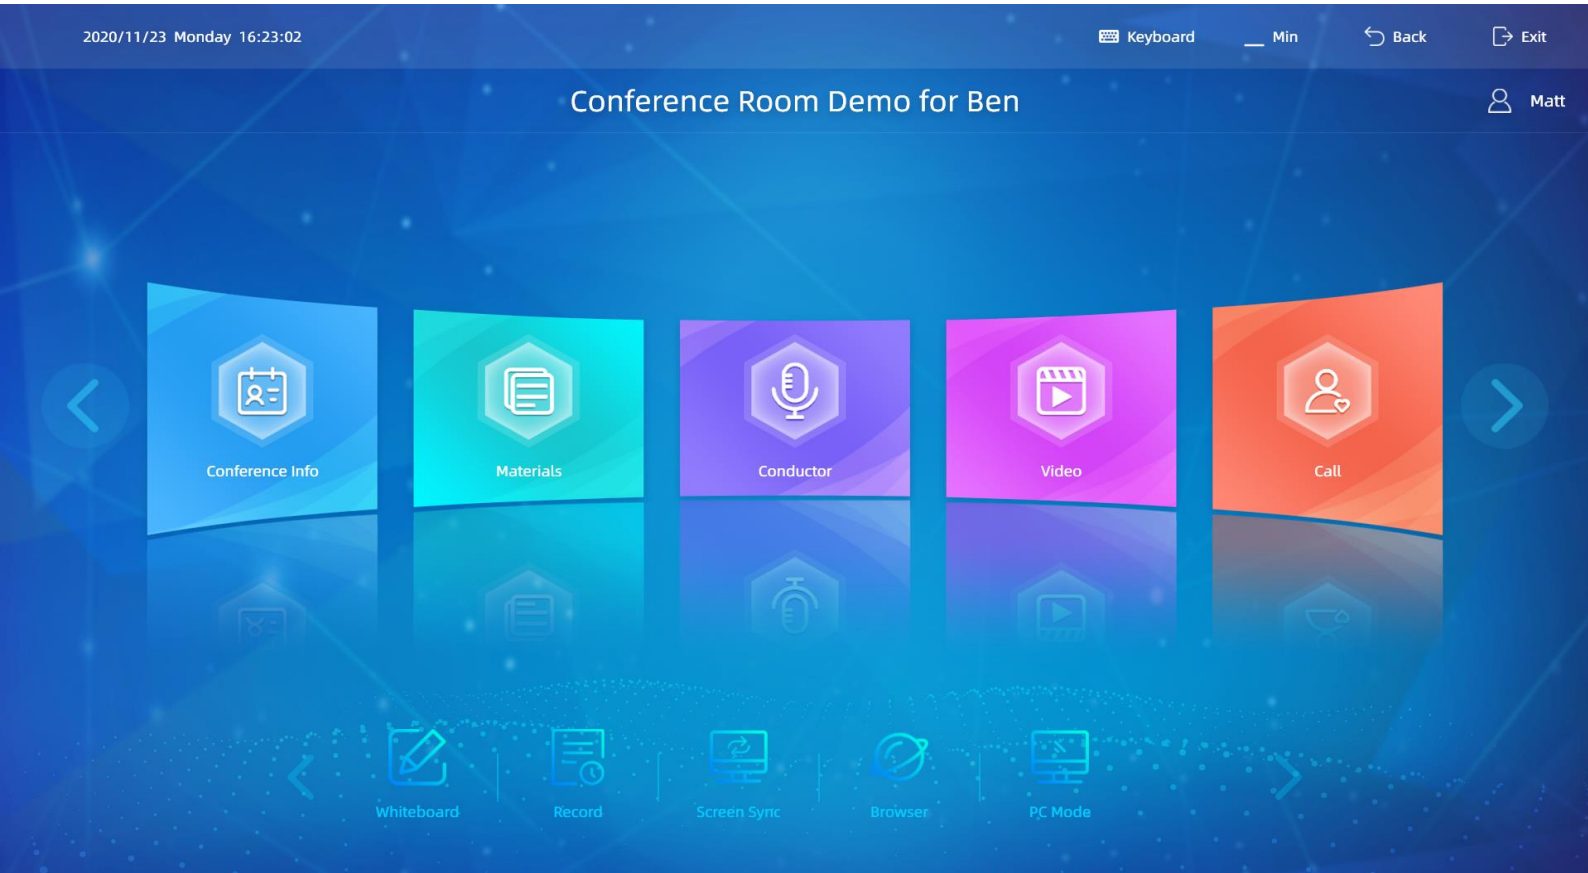 2020/11/23 Monday 16:23:02 Keyboard Min Back Exit
Conference Room Demo for Ben
Matt
Conference Info
Materials
Conductor
Video
Call
Whiteboard
Record
Screen Sync
Browser
PC Mode